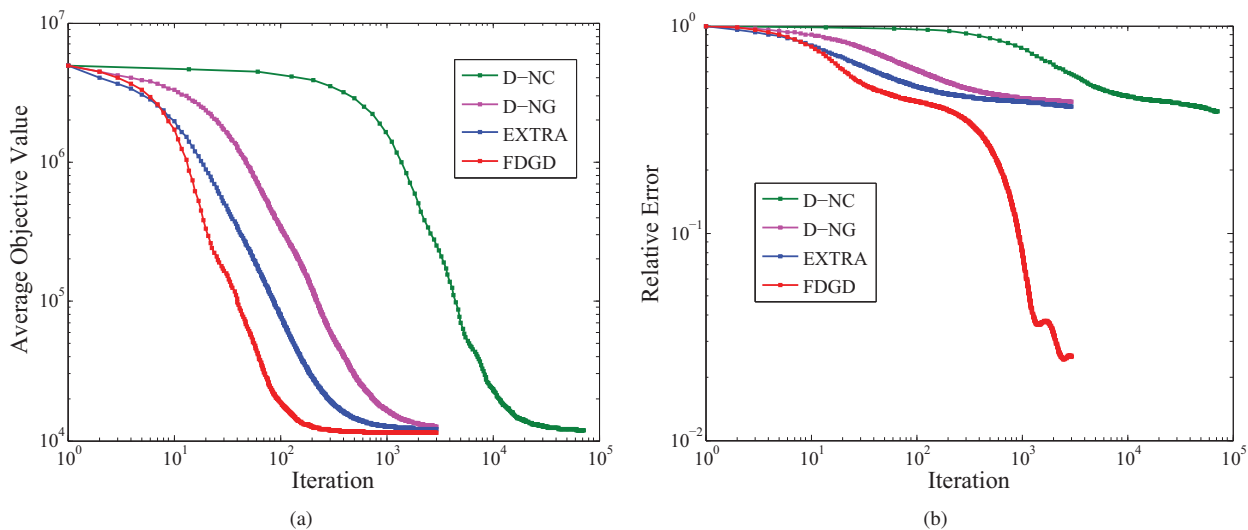 Average Objective Value
10^7
10^6
10^5
10^4
10^0
10^1
10^2
10^3
10^4
10^5
Iteration
D−NC
D−NG
EXTRA
FDGD
(a)
Relative Error
10^0
10^−1
10^−2
10^0
10^1
10^2
10^3
10^4
10^5
Iteration
D−NC
D−NG
EXTRA
FDGD
(b)